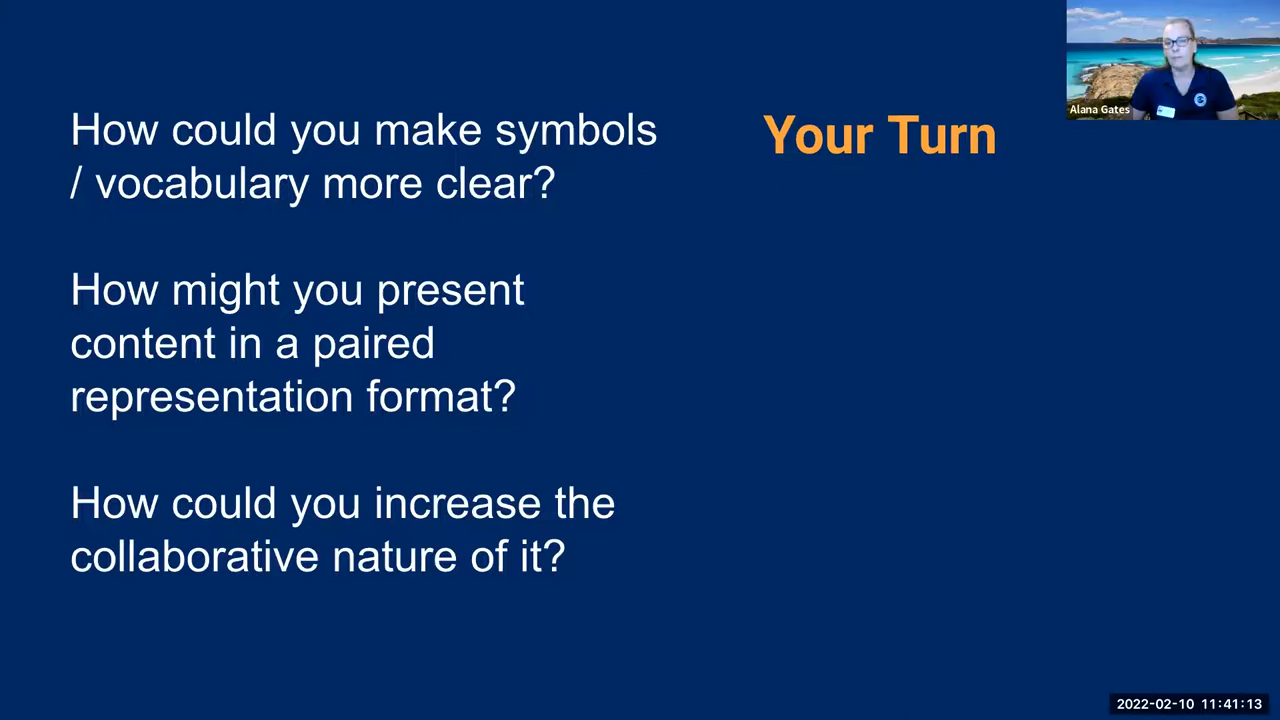 How could you make symbols
/ vocabulary more clear?
How might you present
content in a paired
representation format?
How could you increase the
collaborative nature of it?
Your Turn
Alana Gates
2022-02-10 11:41:13